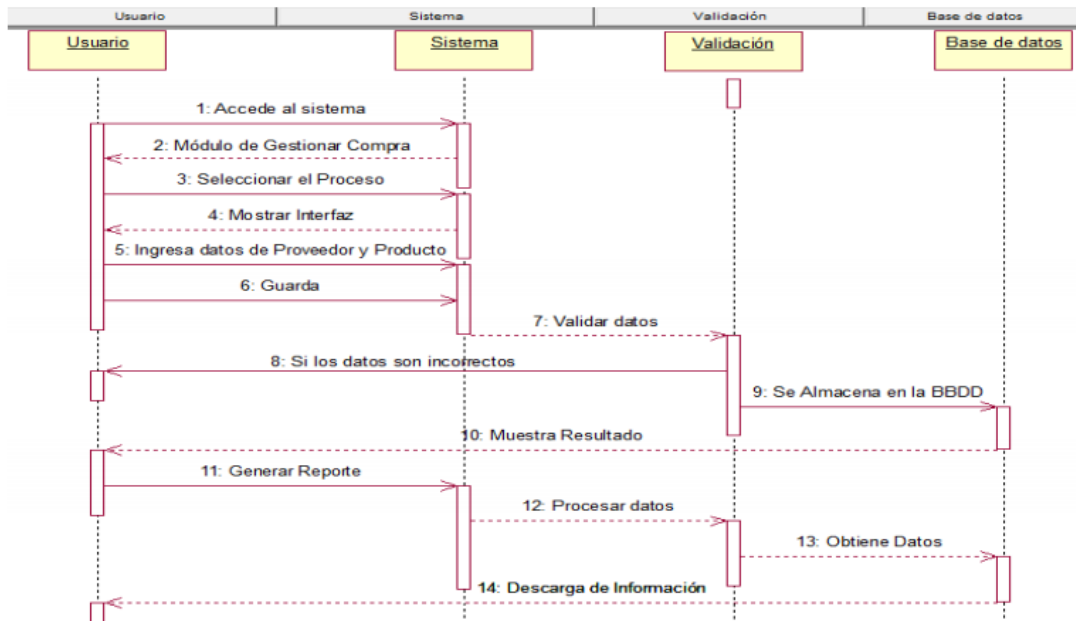 Usuario Sistema Validación Base de datos
Usuario Sistema Validación Base de datos
1: Accede al sistema
2: Módulo de Gestionar Compra
3: Seleccionar el Proceso
4: Mostrar Interfaz
5: Ingresa datos de Proveedor y Producto
6: Guarda
7: Validar datos
8: Si los datos son incorrectos
9: Se Almacena en la BBDD
10: Muestra Resultado
11: Generar Reporte
12: Procesar datos
13: Obtiene Datos
14: Descarga de Información